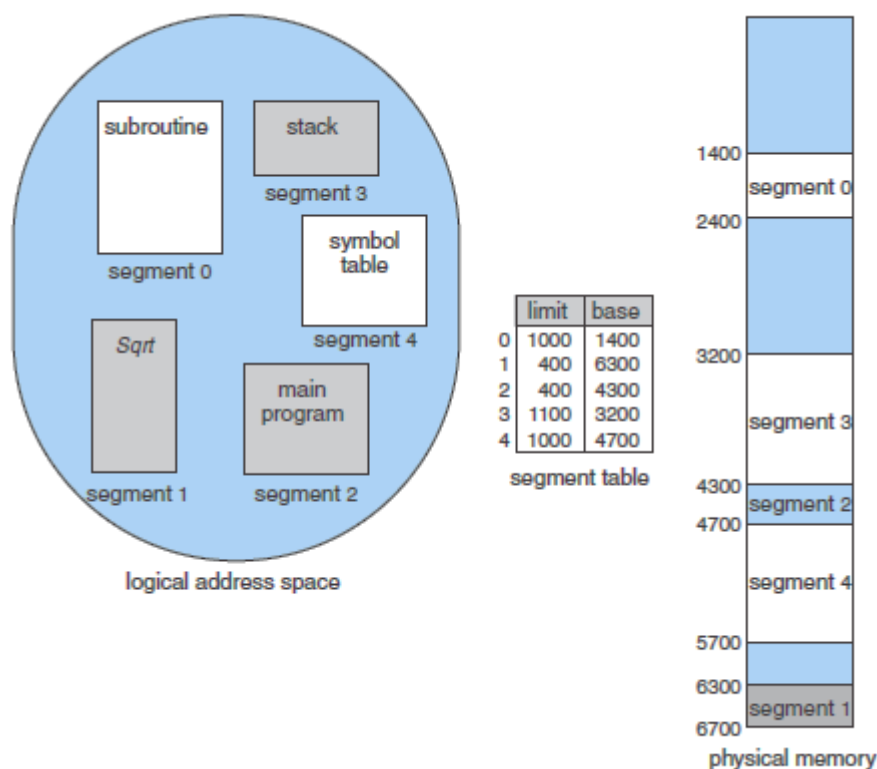 subroutine
segment 0
stack
segment 3
symbol
table
segment 4
Sqrt
segment 1
main
program
segment 2
logical address space
limit base
0 1000 1400
1 400 6300
2 400 4300
3 1100 3200
4 1000 4700
segment table
1400
segment 0
2400
3200
segment 3
4300
segment 2
4700
segment 4
5700
6300
segment 1
6700
physical memory